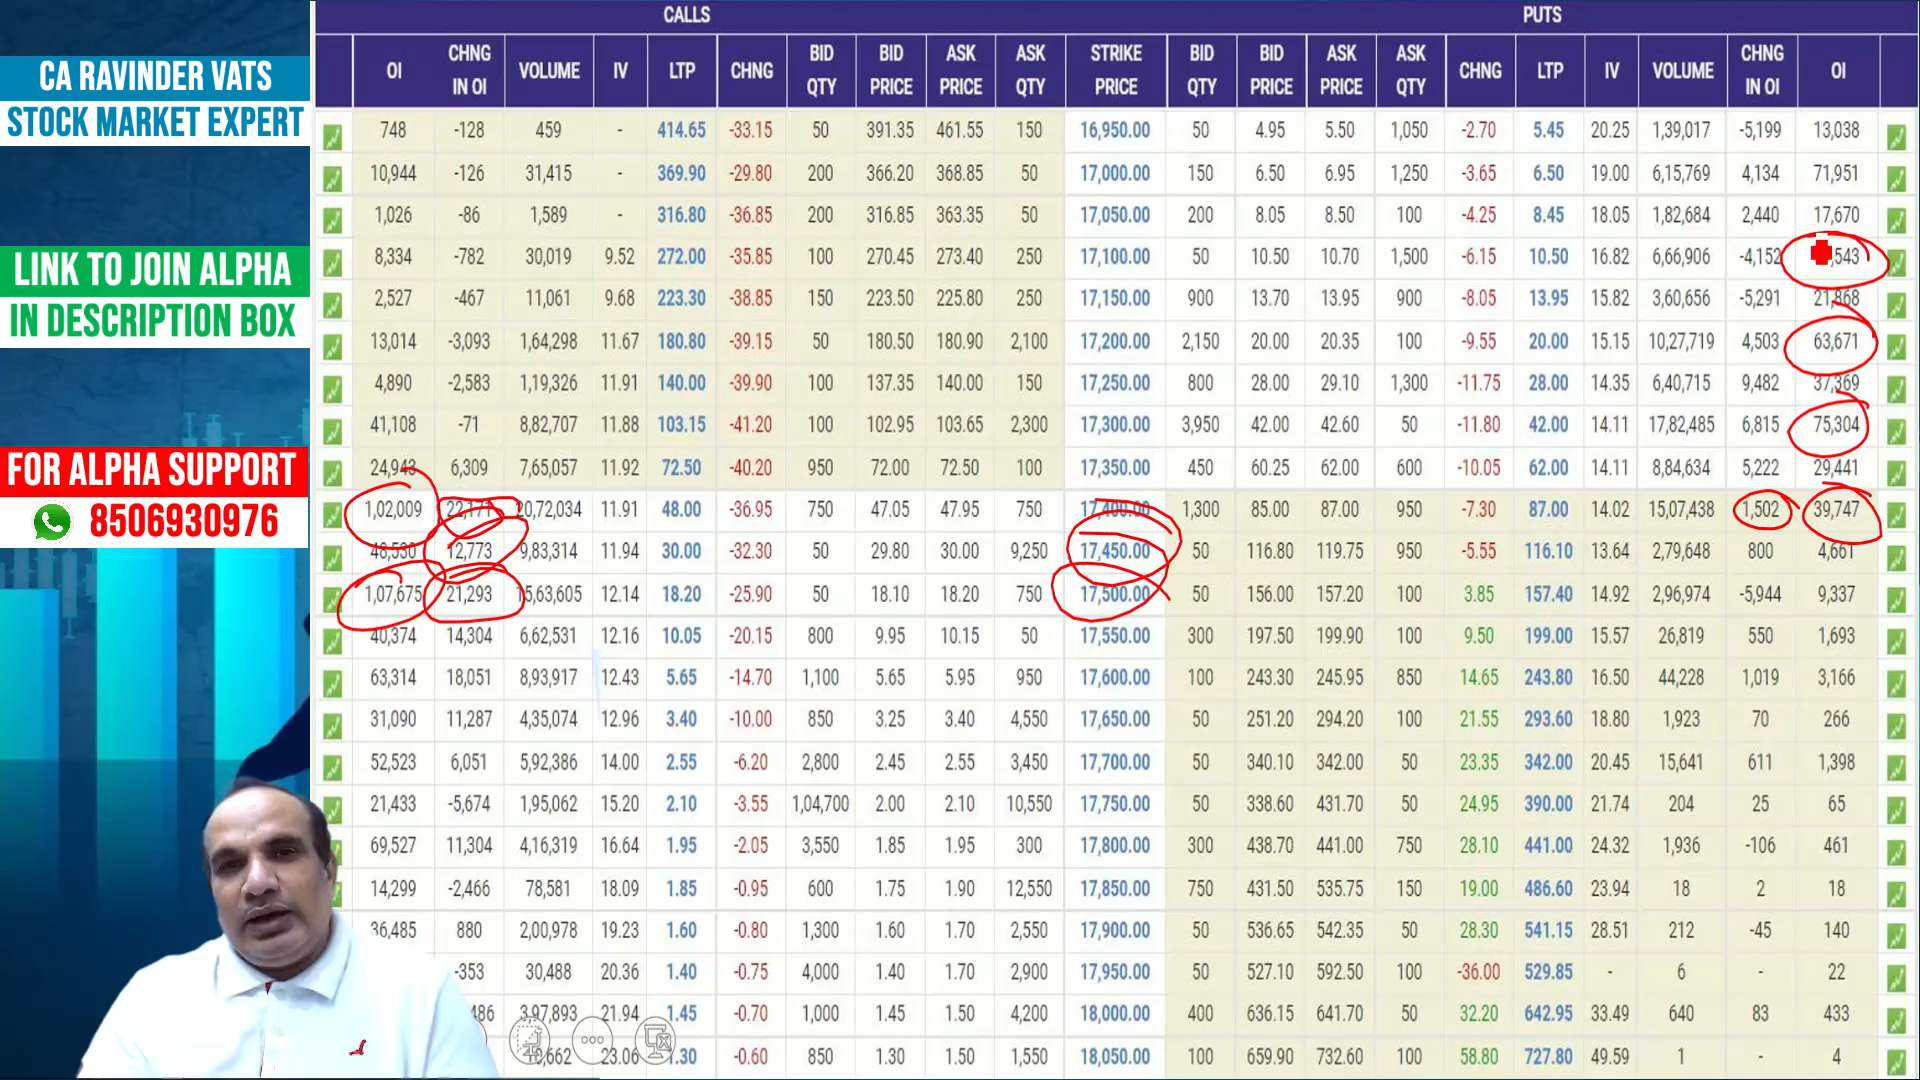 CA RAVINDER VATS
STOCK MARKET EXPERT
LINK TO JOIN ALPHA
IN DESCRIPTION BOX
FOR ALPHA SUPPORT
8506930976
CALLS PUTS
OI CHNG IN OI VOLUME IV LTP CHNG BID QTY BID PRICE ASK PRICE ASK QTY STRIKE PRICE BID QTY BID PRICE ASK PRICE ASK QTY CHNG LTP IV VOLUME CHNG IN OI OI
748 -128 459 - 414.65 -33.15 50 391.35 461.55 150 16,950.00 50 4.95 5.50 1,050 -2.70 5.45 20.25 1,39,017 -5,199 13,038
10,944 -126 31,415 - 369.90 -29.80 200 366.20 368.85 50 17,000.00 150 6.50 6.95 1,250 -3.65 6.50 19.00 6,15,769 4,134 71,951
1,026 -86 1,589 - 316.80 -36.85 200 316.85 363.35 50 17,050.00 200 8.05 8.50 100 -4.25 8.45 18.05 1,82,684 2,440 17,670
8,334 -782 30,019 9.52 272.00 -35.85 100 270.45 273.40 250 17,100.00 50 10.50 10.70 1,500 -6.15 10.50 16.82 6,66,906 -4,152
2,527 -467 11,061 9.68 223.30 -38.85 150 223.50 225.80 250 17,150.00 900 13.70 13.95 900 -8.05 13.95 15.82 3,60,656 -5,291 21,868
13,014 -3,093 1,64,298 11.67 180.80 -39.15 50 180.50 180.90 2,100 17,200.00 2,150 20.00 20.35 100 -9.55 20.00 15.15 10,27,719 4,503 63,671
4,890 -2,583 1,19,326 11.91 140.00 -39.90 100 137.35 140.00 150 17,250.00 800 28.00 29.10 1,300 -11.75 28.00 14.35 6,40,715 9,482 37,369
41,108 -71 8,82,707 11.88 103.15 -41.20 100 102.95 103.65 2,300 17,300.00 3,950 42.00 42.60 50 -11.80 42.00 14.11 17,82,485 6,815 75,304
24,943 6,309 7,65,057 11.92 72.50 -40.20 950 72.00 72.50 100 17,350.00 450 60.25 62.00 600 -10.05 62.00 14.11 8,84,634 5,222 29,441
1,02,009 22,171 20,72,034 11.91 48.00 -36.95 750 47.05 47.95 750 17,400.00 1,300 85.00 87.00 950 -7.30 87.00 14.02 15,07,438 1,502 39,747
48,530 12,773 9,83,314 11.94 30.00 -32.30 50 29.80 30.00 9,250 17,450.00 50 116.80 119.75 950 -5.55 116.10 13.64 2,79,648 800 4,661
1,07,675 21,293 15,63,605 12.14 18.20 -25.90 50 18.10 18.20 750 17,500.00 50 156.00 157.20 100 3.85 157.40 14.92 2,96,974 -5,944 9,337
40,374 14,304 6,62,531 12.16 10.05 -20.15 800 9.95 10.15 50 17,550.00 300 197.50 199.90 100 9.50 199.00 15.57 26,819 550 1,693
63,314 18,051 8,93,917 12.43 5.65 -14.70 1,100 5.65 5.95 950 17,600.00 100 243.30 245.95 850 14.65 243.80 16.50 44,228 1,019 3,166
31,090 11,287 4,35,074 12.96 3.40 -10.00 850 3.25 3.40 4,550 17,650.00 50 251.20 294.20 100 21.55 293.60 18.80 1,923 70 266
52,523 6,051 5,92,386 14.00 2.55 -6.20 2,800 2.45 2.55 3,450 17,700.00 50 340.10 342.00 50 23.35 342.00 20.45 15,641 611 1,398
21,433 -5,674 1,95,062 15.20 2.10 -3.55 1,04,700 2.00 2.10 10,550 17,750.00 50 338.60 431.70 50 24.95 390.00 21.74 204 25 65
69,527 11,304 4,16,319 16.64 1.95 -2.05 3,550 1.85 1.95 300 17,800.00 300 438.70 441.00 750 28.10 441.00 24.32 1,936 -106 461
14,299 -2,466 78,581 18.09 1.85 -0.95 600 1.75 1.90 12,550 17,850.00 750 431.50 535.75 150 19.00 486.60 23.94 18 2 18
36,485 880 2,00,978 19.23 1.60 -0.80 1,300 1.60 1.70 2,550 17,900.00 50 536.65 542.35 50 28.30 541.15 28.51 212 -45 140
-353 30,488 20.36 1.40 -0.75 4,000 1.40 1.70 2,900 17,950.00 50 527.10 592.50 100 -36.00 529.85 - 6 - 22
3,97,893 21.94 1.45 -0.70 1,000 1.45 1.50 4,200 18,000.00 400 636.15 641.70 50 32.20 642.95 33.49 640 83 433
23.06 1.30 -0.60 850 1.30 1.50 1,550 18,050.00 100 659.90 732.60 100 58.80 727.80 49.59 1 - 4